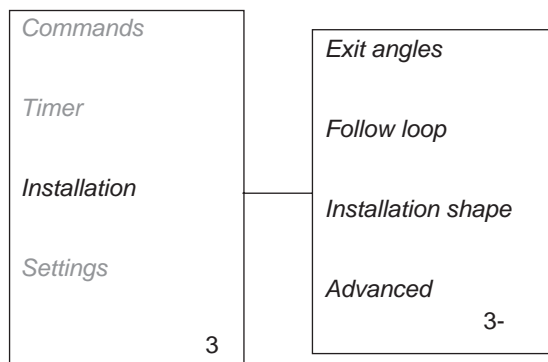 Commands
Timer
Installation
Settings
3
Exit angles
Follow loop
Installation shape
Advanced
3-